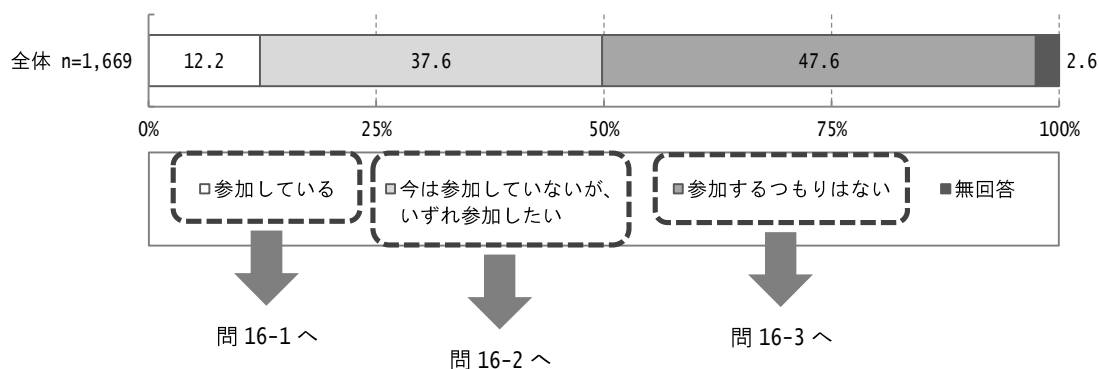 全体 n=1,669
12.2
37.6
47.6
2.6
0%
25%
50%
75%
100%
参加している
今は参加していないが、
いずれ参加したい
参加するつもりはない
無回答
問 16-1 へ
問 16-2 へ
問 16-3 へ